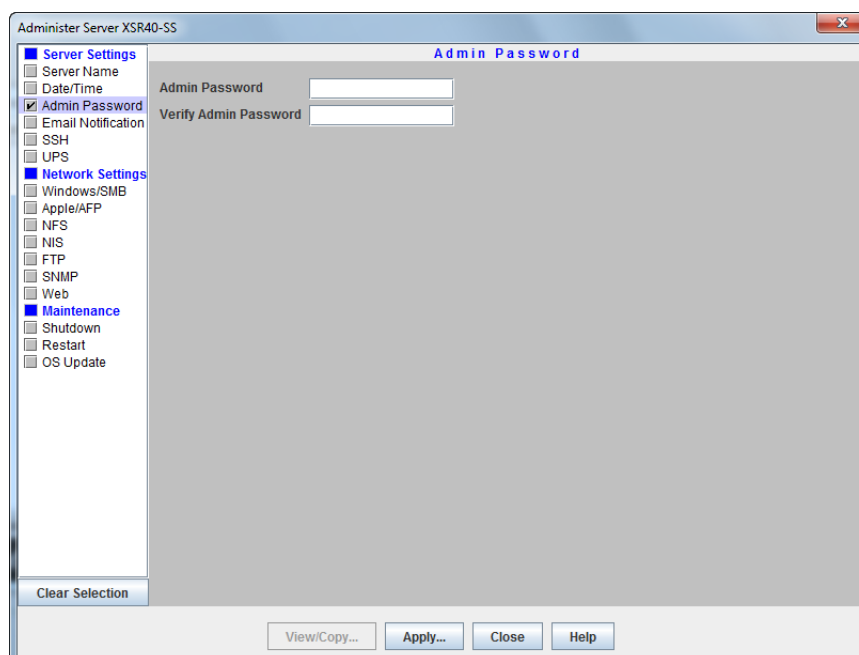 Administer Server XSR40-SS
x
Server Settings
Server Name
Date/Time
Admin Password
Email Notification
SSH
UPS
Network Settings
Windows/SMB
Apple/AFP
NFS
NIS
FTP
SNMP
Web
Maintenance
Shutdown
Restart
OS Update
Clear Selection
Admin Password
Admin Password
Verify Admin Password
View/Copy...
Apply...
Close
Help